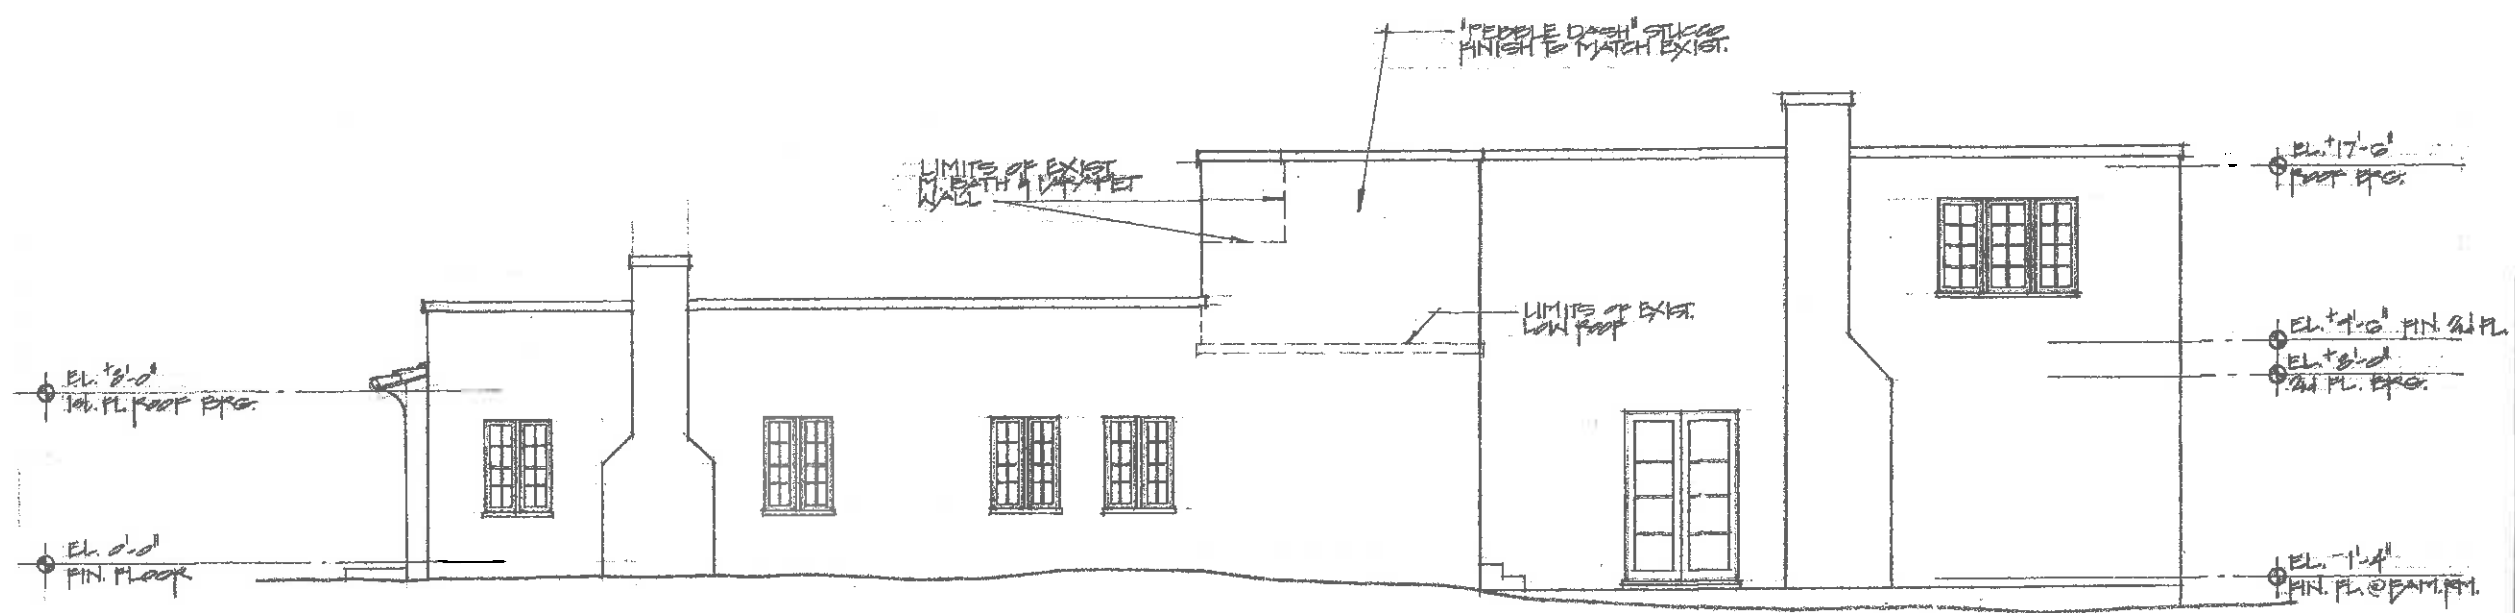 "PEBBLE DASH" STUCCO
FINISH TO MATCH EXIST.
LIMITS OF EXIST.
M. BATH & PARAPET
WALL
LIMITS OF EXIST.
LOW ROOF
EL. +8'-0"
1st. FL. ROOF BRG.
EL. 0'-0"
FIN. FLOOR
EL. +17'-6"
ROOF BRG.
EL. +9'-6" FIN. 2nd FL.
EL. +8'-0"
2nd FL. BRG.
EL. -1'-4"
FIN. FL. @ FAM. RM.